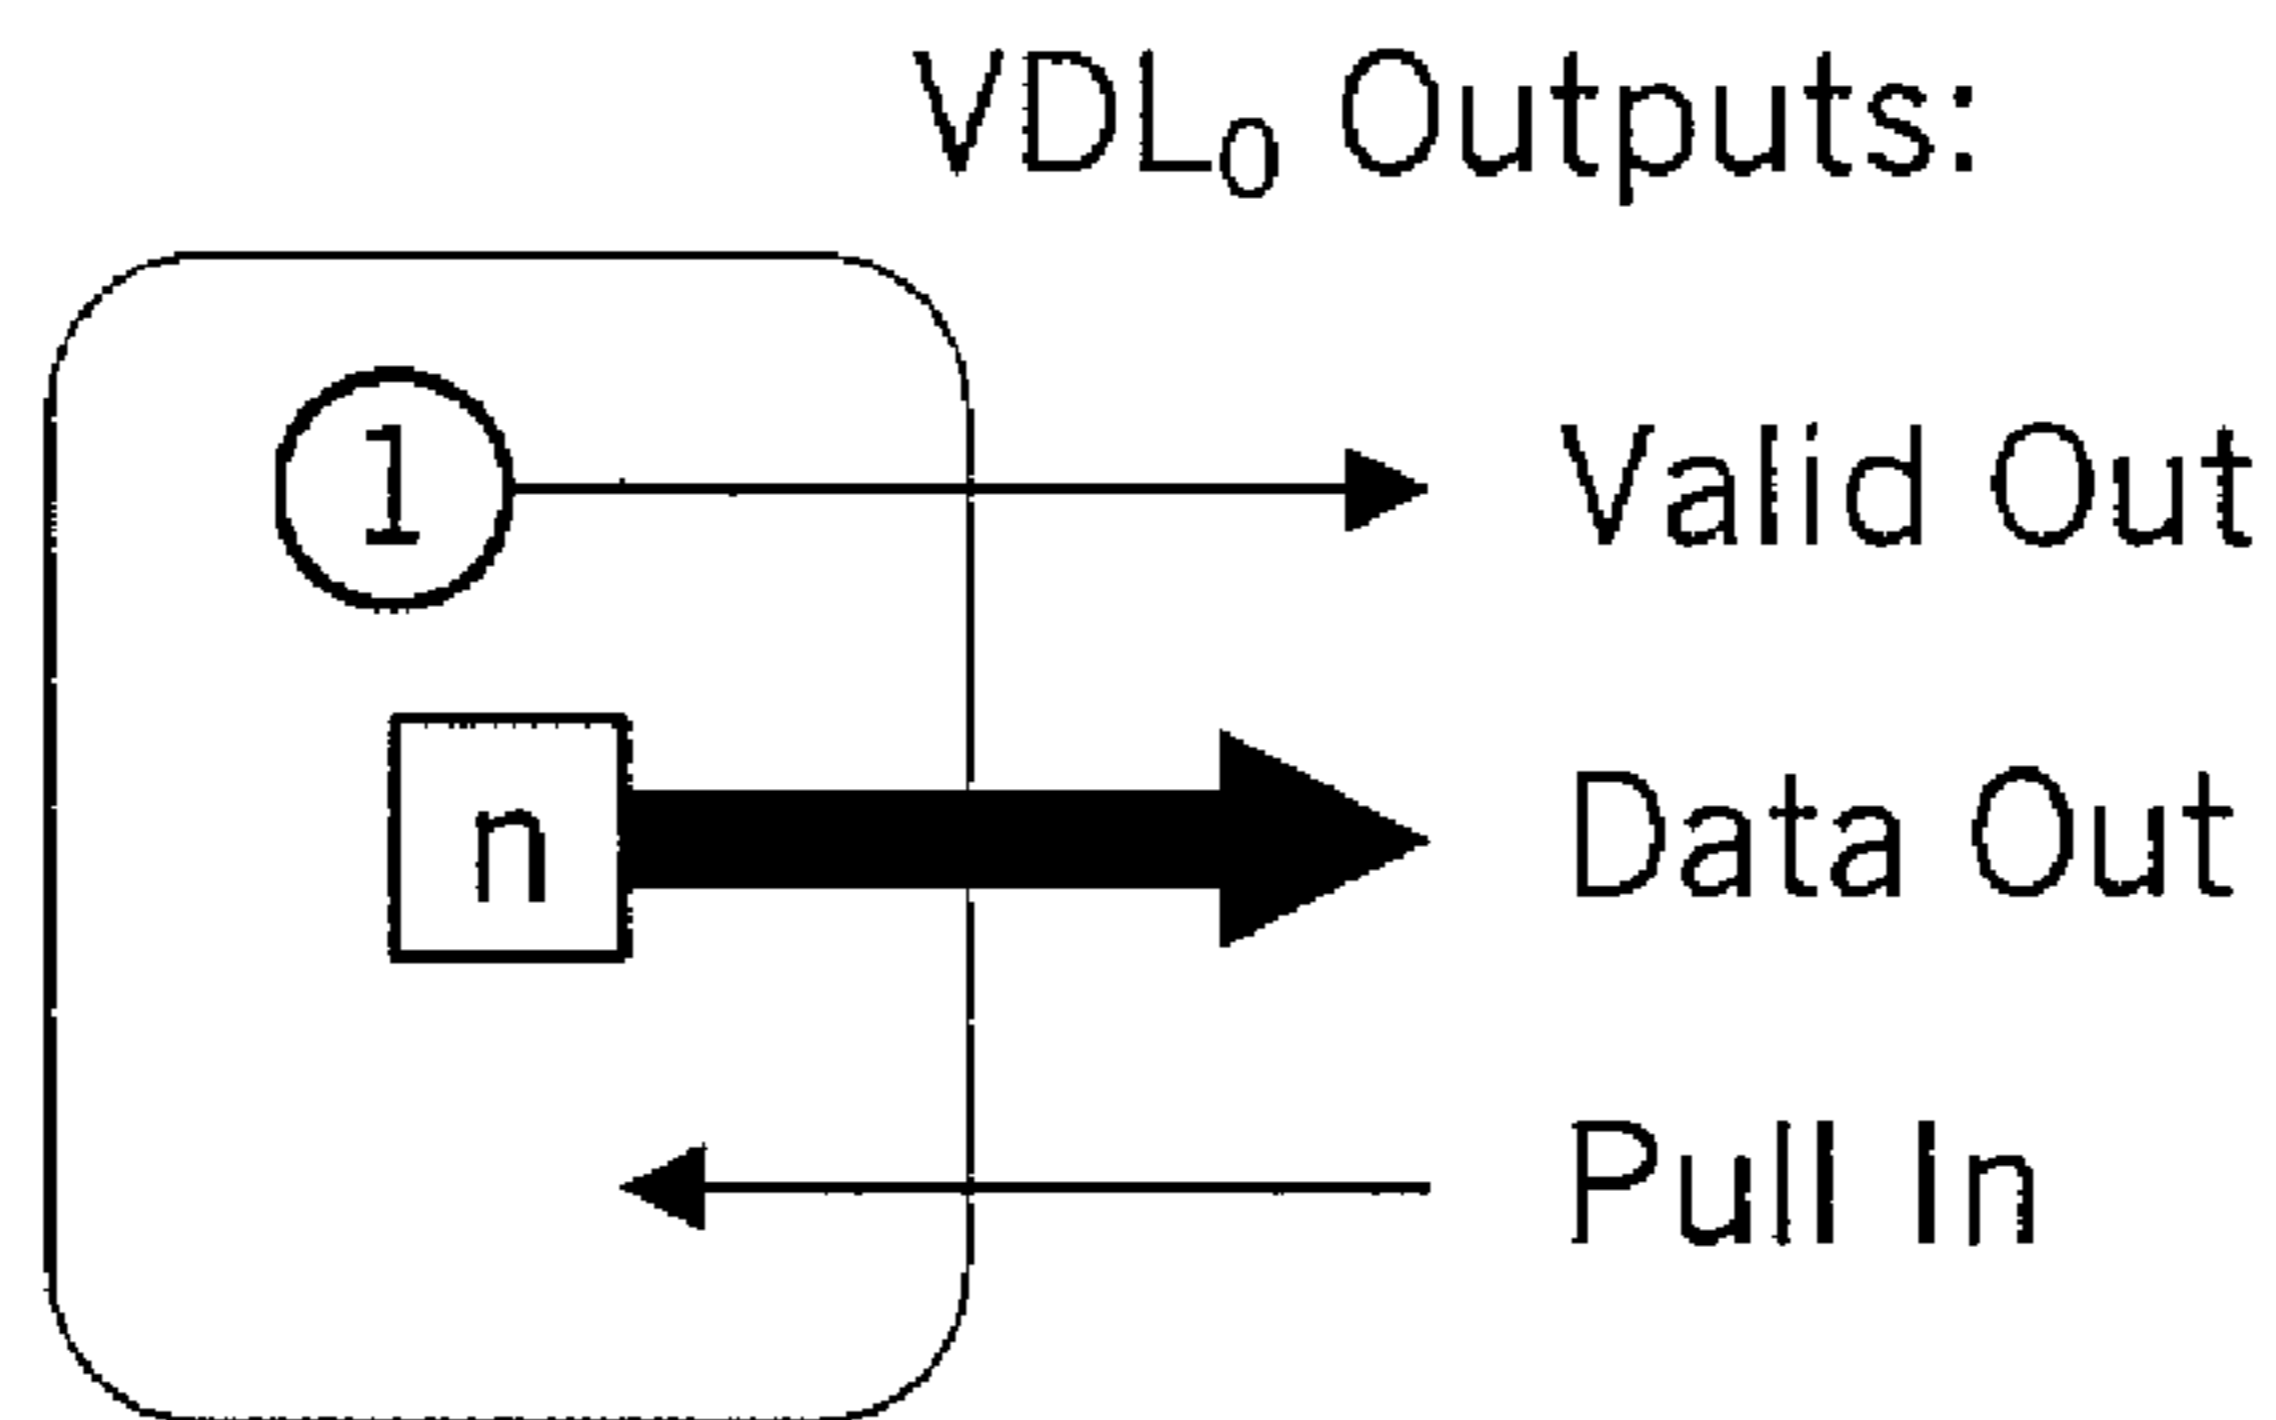 VDL₀ Outputs:
1
Valid Out
n
Data Out
Pull In